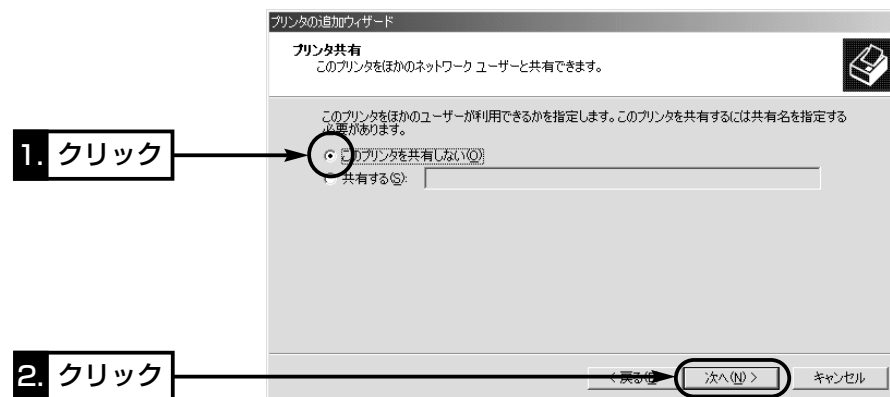 プリンタの追加ウィザード
プリンタ共有
このプリンタをほかのネットワーク ユーザーと共有できます。
このプリンタをほかのユーザーが利用できるかを指定します。このプリンタを共有するには共有名を指定する
必要があります。
1. クリック
このプリンタを共有しない(O)
共有する(S):
2. クリック
< 戻る(B)
次へ(N) >
キャンセル